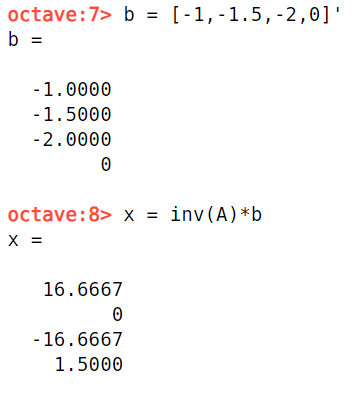 octave:7> b = [-1,-1.5,-2,0]'
b =
-1.0000
-1.5000
-2.0000
0
octave:8> x = inv(A)*b
x =
16.6667
0
-16.6667
1.5000